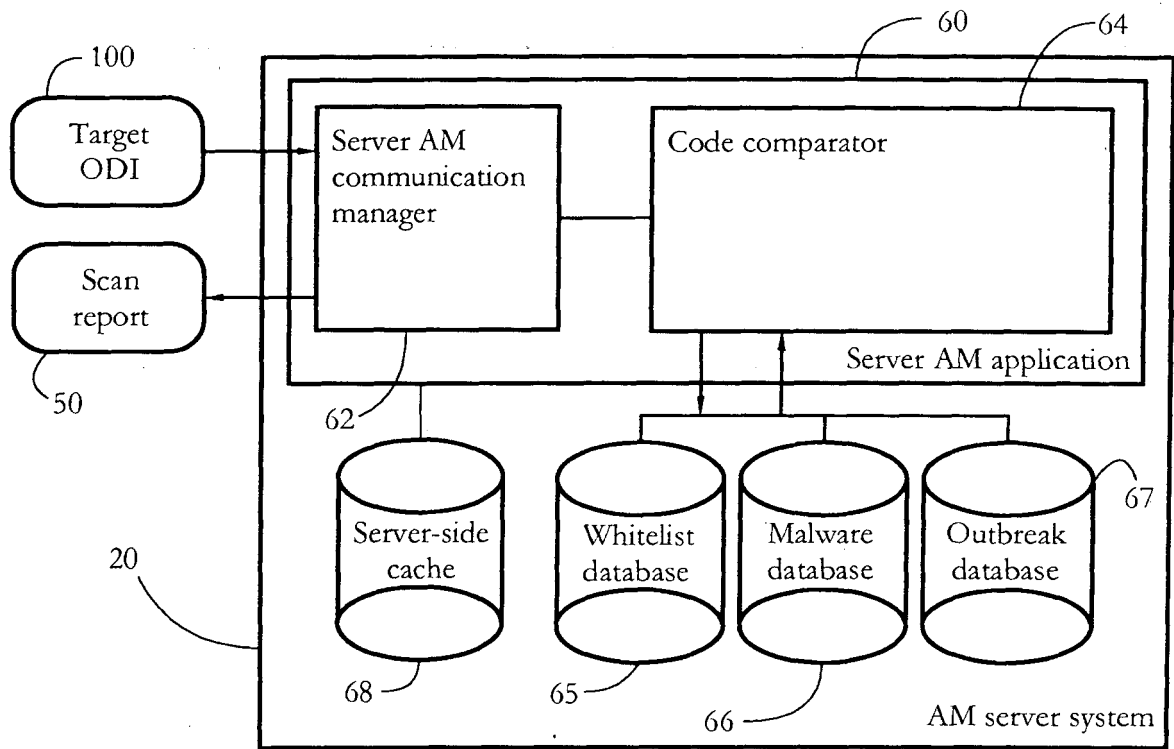 100
60
64
Target
ODI
Server AM
communication
manager
Code comparator
Scan
report
Server AM application
50
62
67
Server-side
cache
Whitelist
database
Malware
database
Outbreak
database
20
68
65
66
AM server system